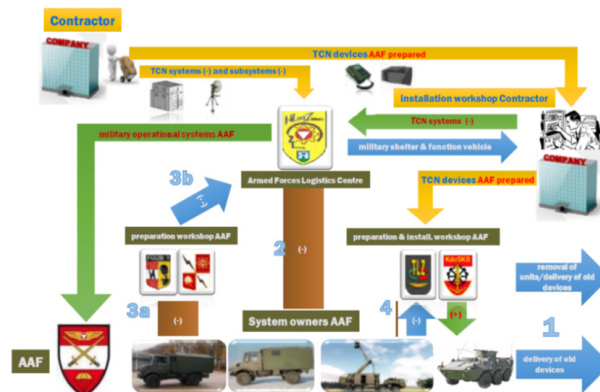 Contractor
COMPANY
TCN devices AAF prepared
TCN systems (-) and subsystems (-)
Installation workshop Contractor
military operational systems AAF
TCN systems (-)
military shelter & function vehicle
COMPANY
3b
(-)
Armed Forces Logistics Centre
TCN devices AAF prepared
preparation workshop AAF
2
(-)
preparation & install. workshop AAF
KdoSKB
removal of
units/delivery of old
devices
3a
(-)
System owners AAF
4
(-)
(+)
1
AAF
delivery of old
devices